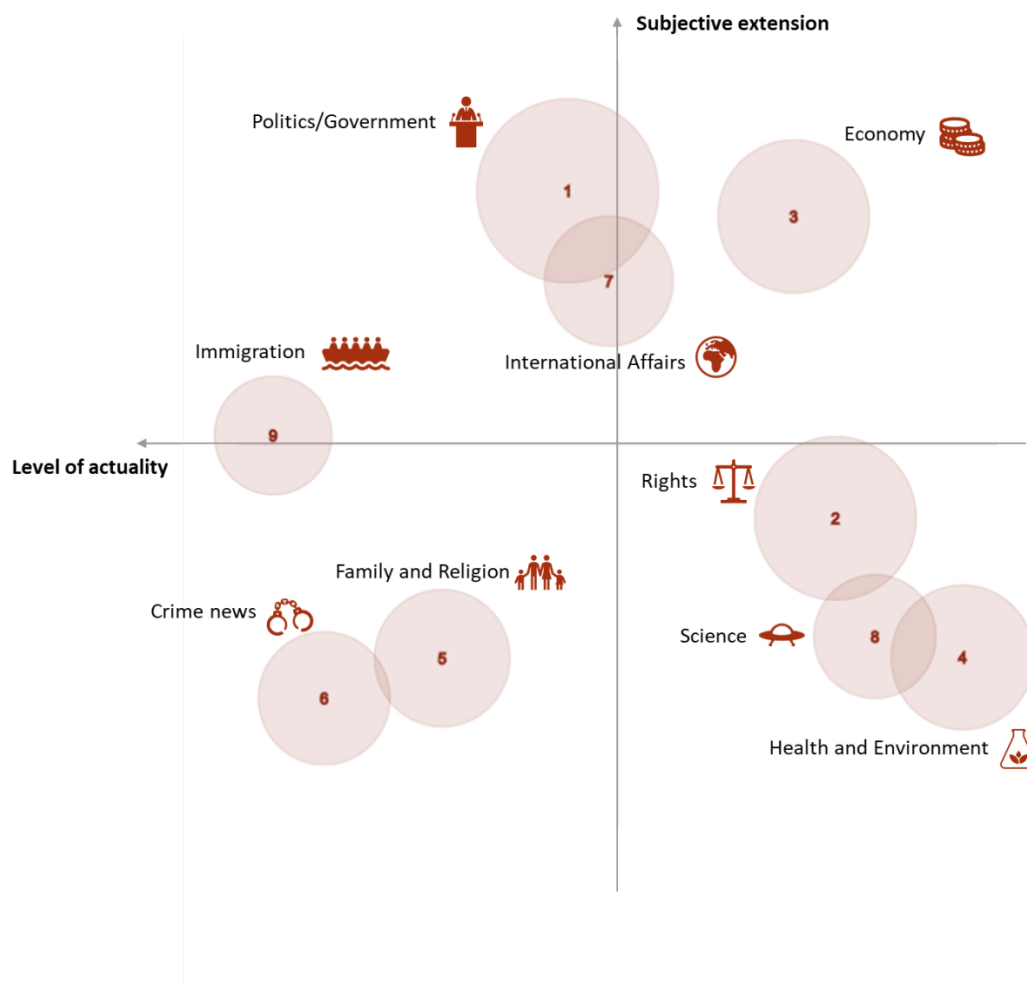 Subjective extension
Politics/Government
Economy
1
3
7
Immigration
International Affairs
9
Level of actuality
Rights
2
Family and Religion
Crime news
Science
8
4
5
6
Health and Environment